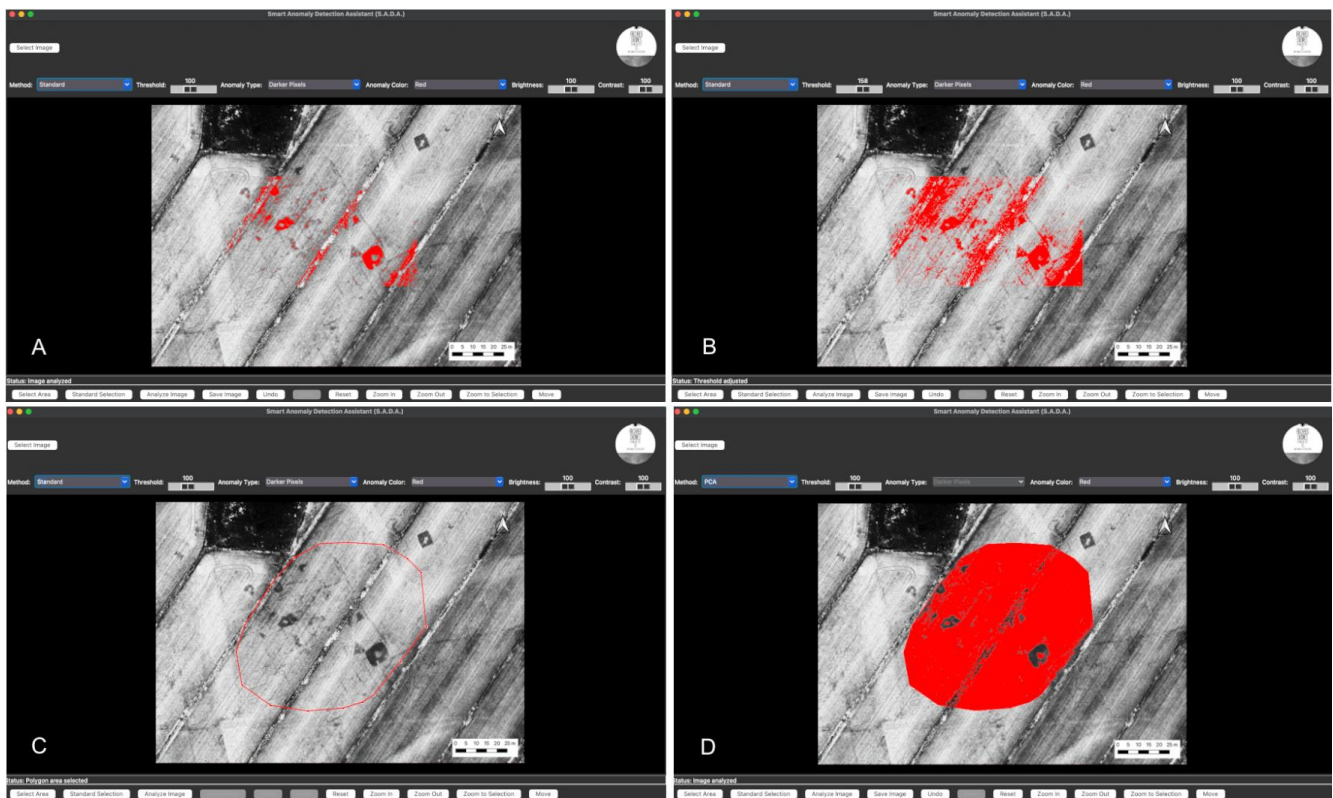 Smart Anomaly Detection Assistant (S.A.D.A.)
Select Image
Method: Standard Threshold: 100 Anomaly Type: Darker Pixels Anomaly Color: Red Brightness: 100 Contrast: 100
A
0 5 10 15 20 25 m
Status: Image analyzed
Select Area Standard Selection Analyze Image Save Image Undo Reset Zoom In Zoom Out Zoom to Selection Move
Smart Anomaly Detection Assistant (S.A.D.A.)
Select Image
Method: Standard Threshold: 158 Anomaly Type: Darker Pixels Anomaly Color: Red Brightness: 100 Contrast: 100
B
0 5 10 15 20 25 m
Status: Threshold adjusted
Select Area Standard Selection Analyze Image Save Image Undo Reset Zoom In Zoom Out Zoom to Selection Move
Smart Anomaly Detection Assistant (S.A.D.A.)
Select Image
Method: Standard Threshold: 100 Anomaly Type: Darker Pixels Anomaly Color: Red Brightness: 100 Contrast: 100
C
0 5 10 15 20 25 m
Status: Polygon area selected
Select Area Standard Selection Analyze Image Reset Zoom In Zoom Out Zoom to Selection Move
Smart Anomaly Detection Assistant (S.A.D.A.)
Select Image
Method: PCA Threshold: 100 Anomaly Type: Darker Pixels Anomaly Color: Red Brightness: 100 Contrast: 100
D
0 5 10 15 20 25 m
Status: Image analyzed
Select Area Standard Selection Analyze Image Save Image Undo Reset Zoom In Zoom Out Zoom to Selection Move